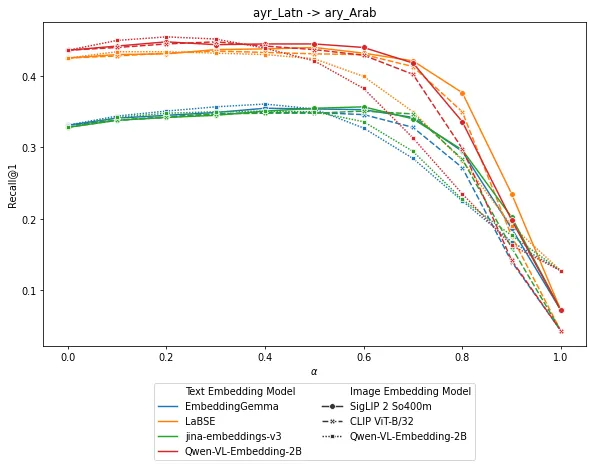 ayr_Latn -> ary_Arab
Recall@1
0.4
0.3
0.2
0.1
0.0 0.2 0.4 0.6 0.8 1.0
α
Text Embedding Model
EmbeddingGemma
LaBSE
jina-embeddings-v3
Qwen-VL-Embedding-2B
Image Embedding Model
SigLIP 2 So400m
CLIP ViT-B/32
Qwen-VL-Embedding-2B